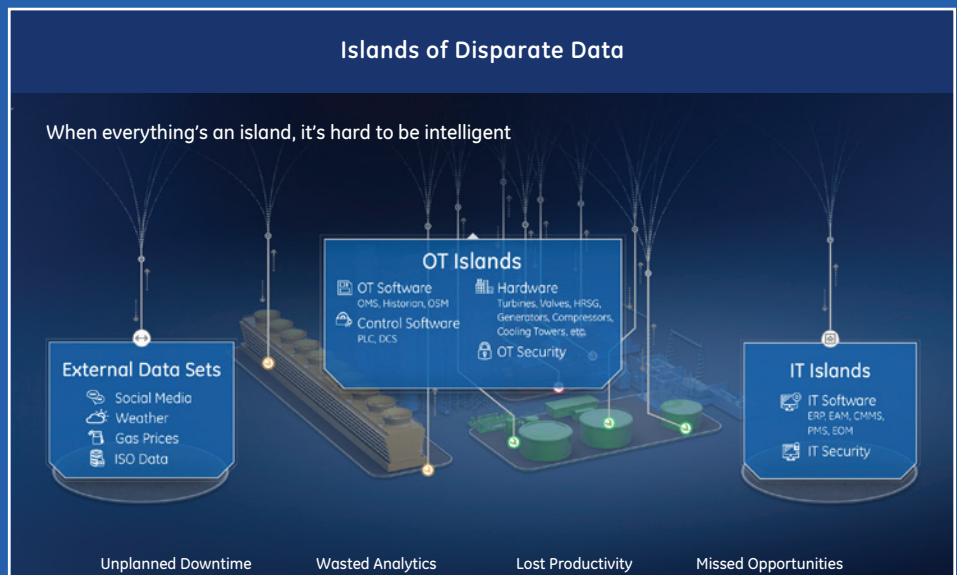 Islands of Disparate Data
When everything's an island, it's hard to be intelligent
OT Islands
OT Software
OMS, Historian, OSM
Control Software
PLC, DCS
Hardware
Turbines, Valves, HRSG,
Generators, Compressors,
Cooling Towers, etc.
OT Security
External Data Sets
Social Media
Weather
Gas Prices
ISO Data
IT Islands
IT Software
ERP, EAM, CMMS,
PMS, EOM
IT Security
Unplanned Downtime
Wasted Analytics
Lost Productivity
Missed Opportunities